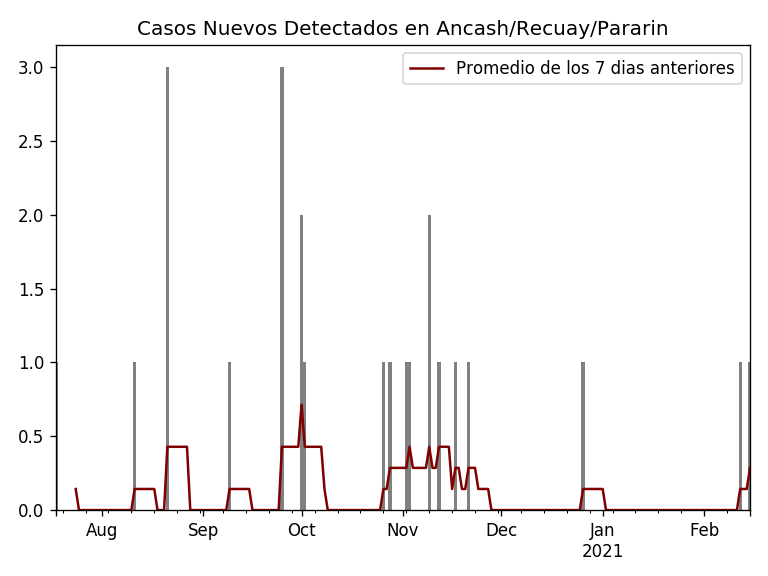 Casos Nuevos Detectados en Ancash/Recuay/Pararin
Promedio de los 7 dias anteriores
3.0
2.5
2.0
1.5
1.0
0.5
0.0
Aug Sep Oct Nov Dec Jan Feb
2021